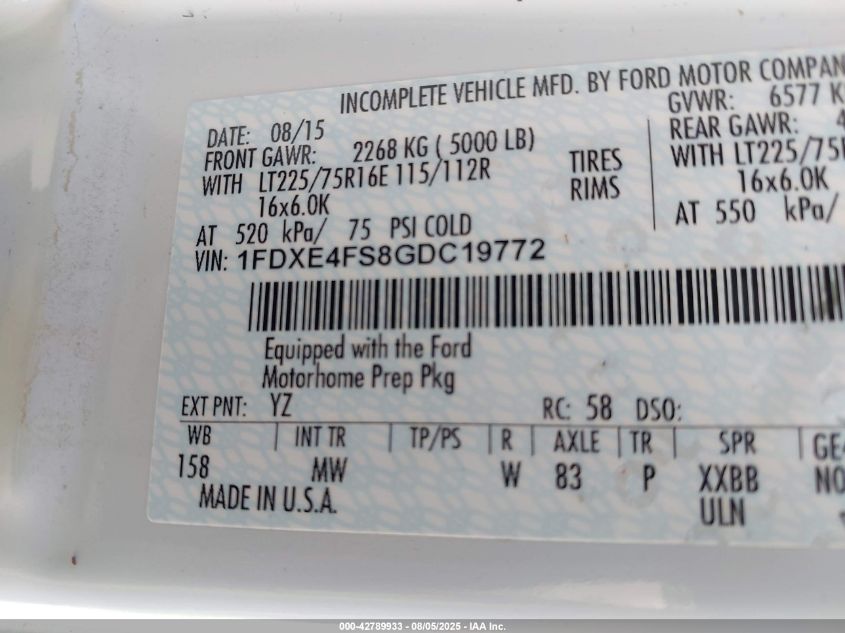 INCOMPLETE VEHICLE MFD. BY FORD MOTOR
DATE: 08/15
GVWR: 6577
FRONT GAWR: 2268 KG ( 5000 LB)
REAR GAWR:
WITH LT225/75R16E 115/112R
TIRES
WITH LT225/75
16x6.0K
RIMS
16x6.0K
AT 520 kPa/ 75 PSI COLD
AT 550 kPa/
VIN: 1FDXE4FS8GDC19772
Equipped with the Ford
Motorhome Prep Pkg
EXT PNT: YZ RC: 58 DSO:
WB INT TR TP/PS R AXLE TR SPR
158 MW W 83 P XXBB
MADE IN U.S.A. ULN
000-42789933 - 08/05/2025 - IAA Inc.